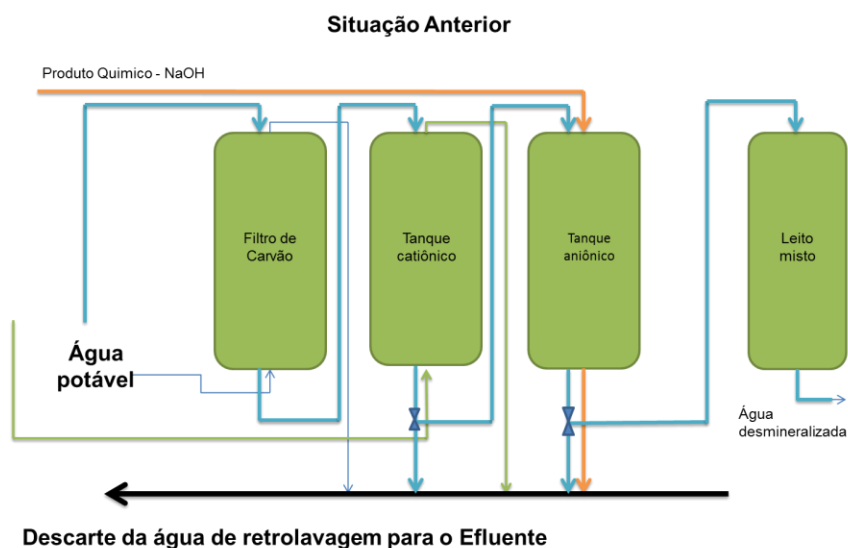 Situação Anterior
Produto Quimico - NaOH
Filtro de
Carvão
Tanque
catiônico
Tanque
aniônico
Leito
misto
Água
potável
Água
desmineralizada
Descarte da água de retrolavagem para o Efluente